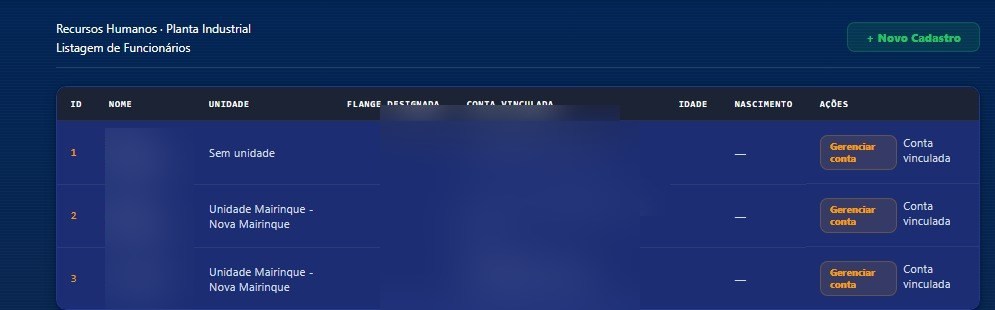 Recursos Humanos · Planta Industrial
Listagem de Funcionários
+ Novo Cadastro
ID NOME UNIDADE FLANGE DESIGNADA CONTA VINCULADA IDADE NASCIMENTO AÇÕES
1 Sem unidade — Gerenciar conta Conta vinculada
2 Unidade Mairinque - Nova Mairinque — Gerenciar conta Conta vinculada
3 Unidade Mairinque - Nova Mairinque — Gerenciar conta Conta vinculada